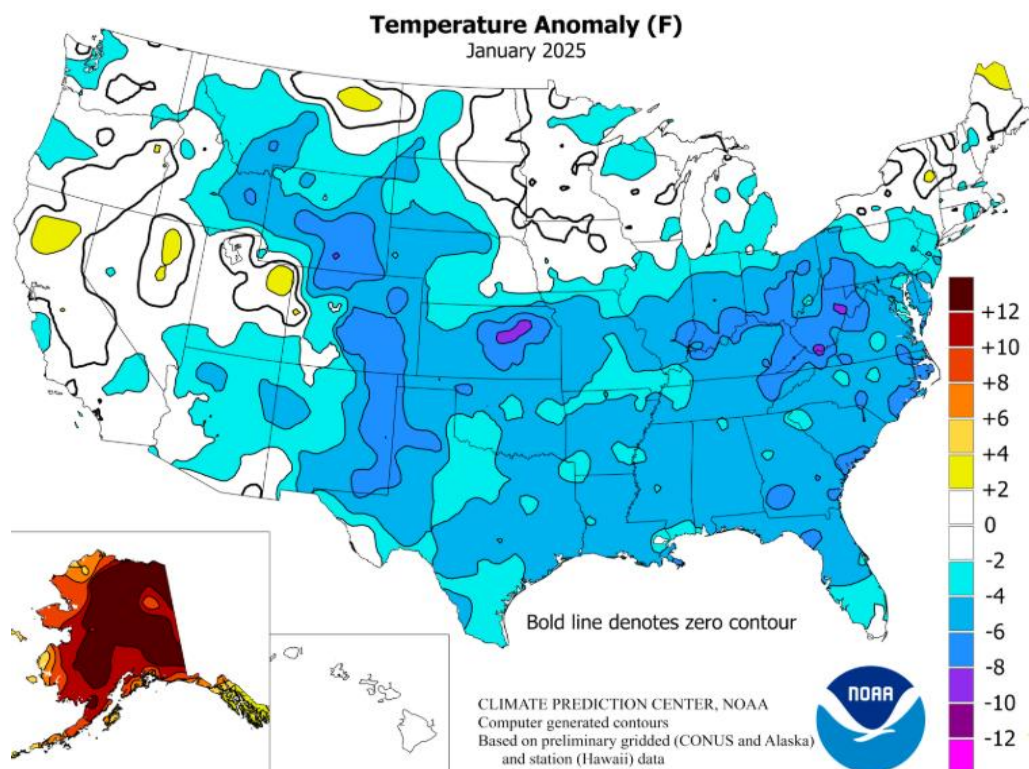 Temperature Anomaly (F)
January 2025
+12
+10
+8
+6
+4
+2
0
-2
-4
-6
-8
-10
-12
Bold line denotes zero contour
CLIMATE PREDICTION CENTER, NOAA
Computer generated contours
Based on preliminary gridded (CONUS and Alaska)
and station (Hawaii) data
NOAA